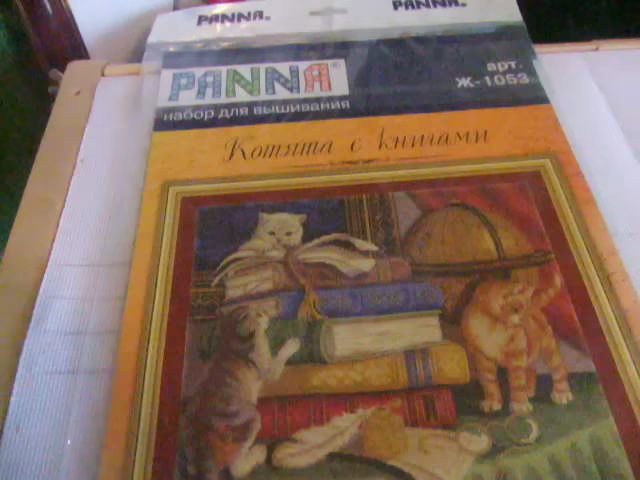 PANNA® PANNA®
PANNA®
арт.
Ж-1053
набор для вышивания
Котята с книгами